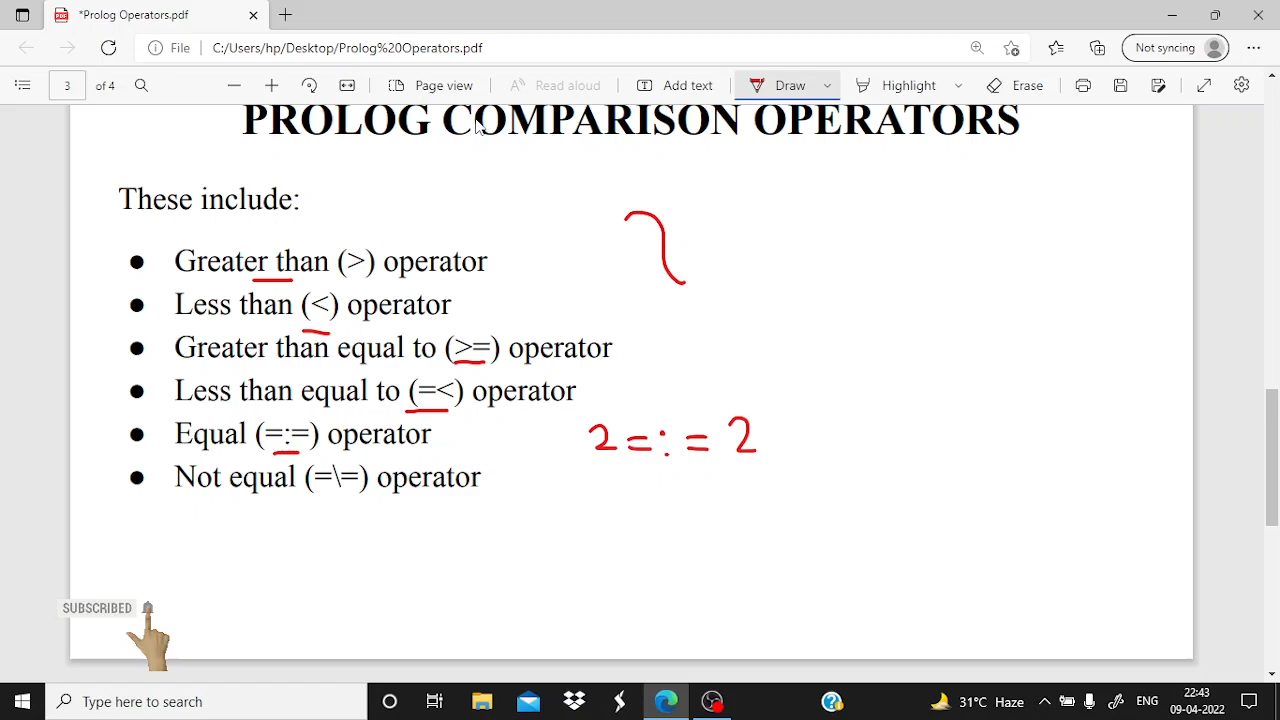 *Prolog Operators.pdf
File C:/Users/hp/Desktop/Prolog%20Operators.pdf Not syncing
3 of 4 Page view Read aloud Add text Draw Highlight Erase
PROLOG COMPARISON OPERATORS
These include:
● Greater than (>) operator
● Less than (<) operator
● Greater than equal to (>=) operator
● Less than equal to (=<) operator
● Equal (=:=) operator 2 =:= 2
● Not equal (=\=) operator
SUBSCRIBED
Type here to search 31°C Haze ENG 22:43
09-04-2022